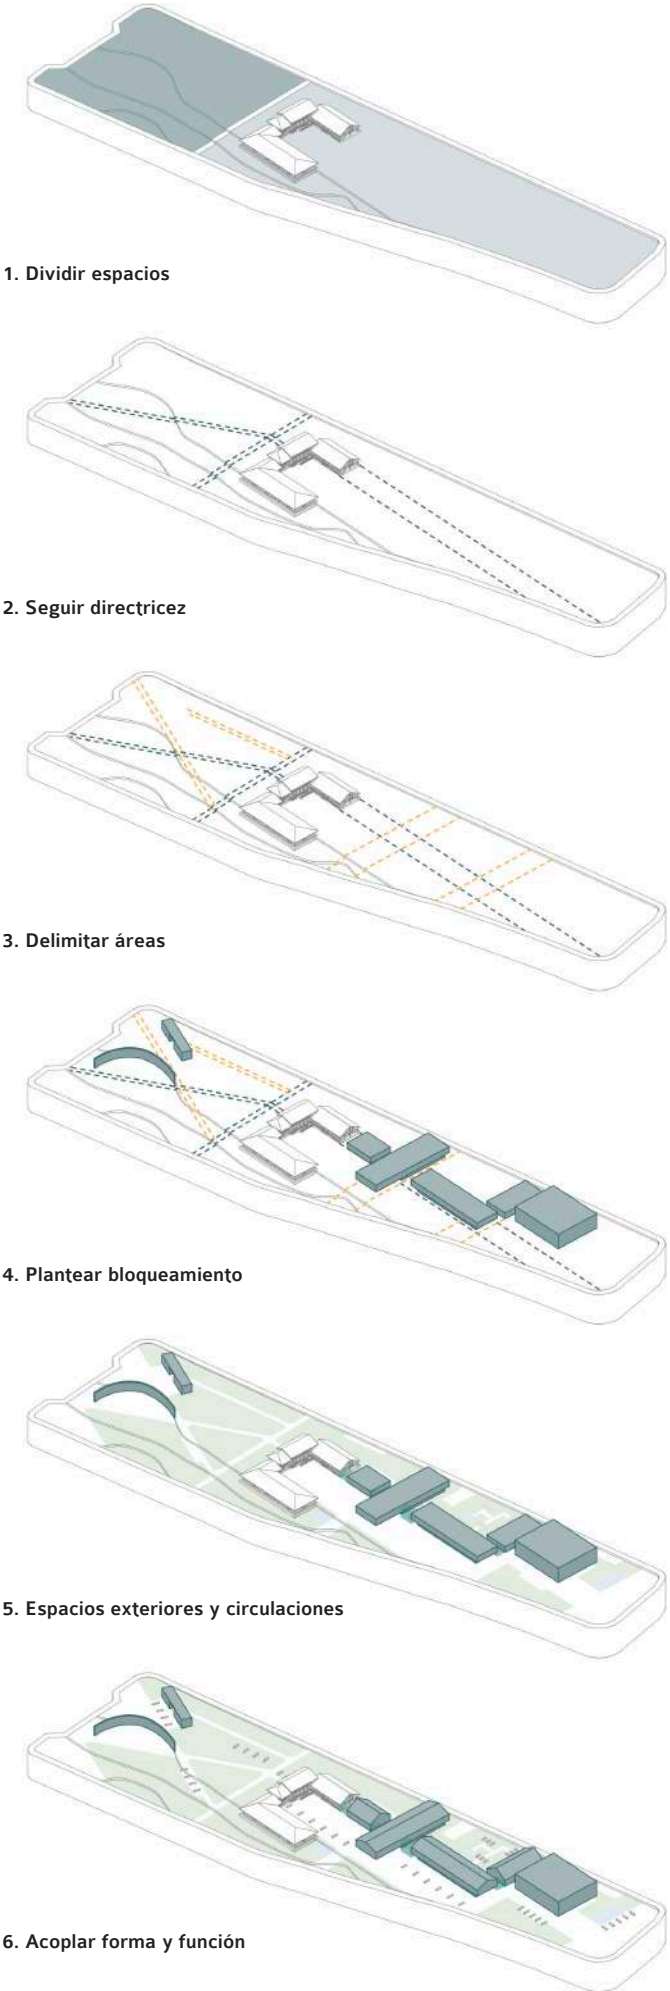 1. Dividir espacios
2. Seguir directricez
3. Delimitar áreas
4. Plantear bloqueamiento
5. Espacios exteriores y circulaciones
6. Acoplar forma y función